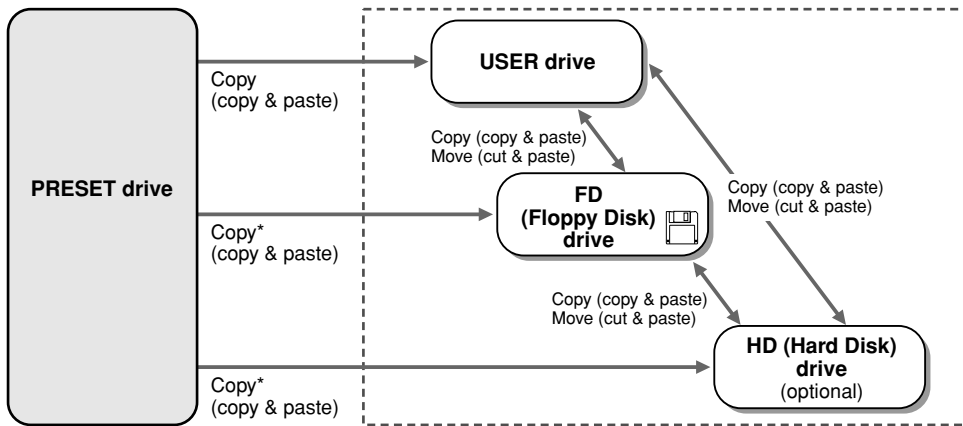 PRESET drive
Copy
(copy & paste)
USER drive
Copy (copy & paste)
Move (cut & paste)
Copy (copy & paste)
Move (cut & paste)
Copy*
(copy & paste)
FD
(Floppy Disk)
drive
Copy (copy & paste)
Move (cut & paste)
Copy*
(copy & paste)
HD (Hard Disk)
drive
(optional)